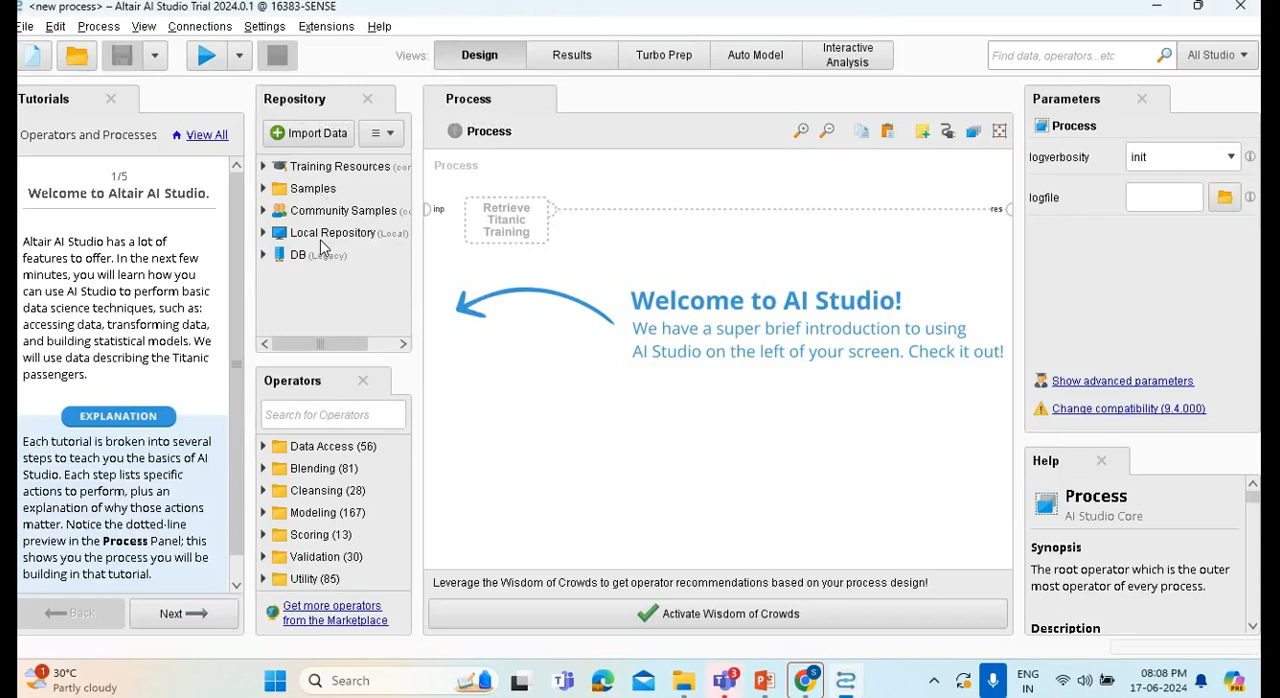 <new process> – Altair AI Studio Trial 2024.0.1 @ 16383-SENSE
File Edit Process View Connections Settings Extensions Help
Views: Design Results Turbo Prep Auto Model Interactive Analysis
Find data, operators...etc All Studio
Tutorials
Operators and Processes View All
1/5
Welcome to Altair AI Studio.
Altair AI Studio has a lot of
features to offer. In the next few
minutes, you will learn how you
can use AI Studio to perform basic
data science techniques, such as:
accessing data, transforming data,
and building statistical models. We
will use data describing the Titanic
passengers.
EXPLANATION
Each tutorial is broken into several
steps to teach you the basics of AI
Studio. Each step lists specific
actions to perform, plus an
explanation of why those actions
matter. Notice the dotted-line
preview in the Process Panel; this
shows you the process you will be
building in that tutorial.
Back Next
Repository
Import Data
Training Resources (cor
Samples
Community Samples (cc
Local Repository (Local)
DB (Legacy)
Operators
Search for Operators
Data Access (56)
Blending (81)
Cleansing (28)
Modeling (167)
Scoring (13)
Validation (30)
Utility (85)
Get more operators
from the Marketplace
Process
Process
Process
inp
Retrieve
Titanic
Training
res
Welcome to AI Studio!
We have a super brief introduction to using
AI Studio on the left of your screen. Check it out!
Leverage the Wisdom of Crowds to get operator recommendations based on your process design!
Activate Wisdom of Crowds
Parameters
Process
logverbosity init
logfile
Show advanced parameters
Change compatibility (9.4.000)
Help
Process
AI Studio Core
Synopsis
The root operator which is the outer
most operator of every process.
Description
1
30°C
Partly cloudy
Search
3
S
ENG
IN
08:08 PM
17-06-2024
PRE